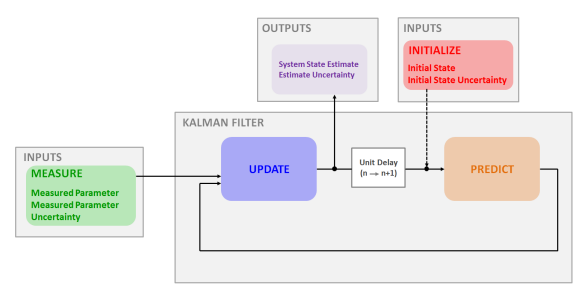 OUTPUTS
System State Estimate
Estimate Uncertainty
INPUTS
INITIALIZE
Initial State
Initial State Uncertainty
KALMAN FILTER
INPUTS
MEASURE
Measured Parameter
Measured Parameter
Uncertainty
UPDATE
Unit Delay
(n → n+1)
PREDICT